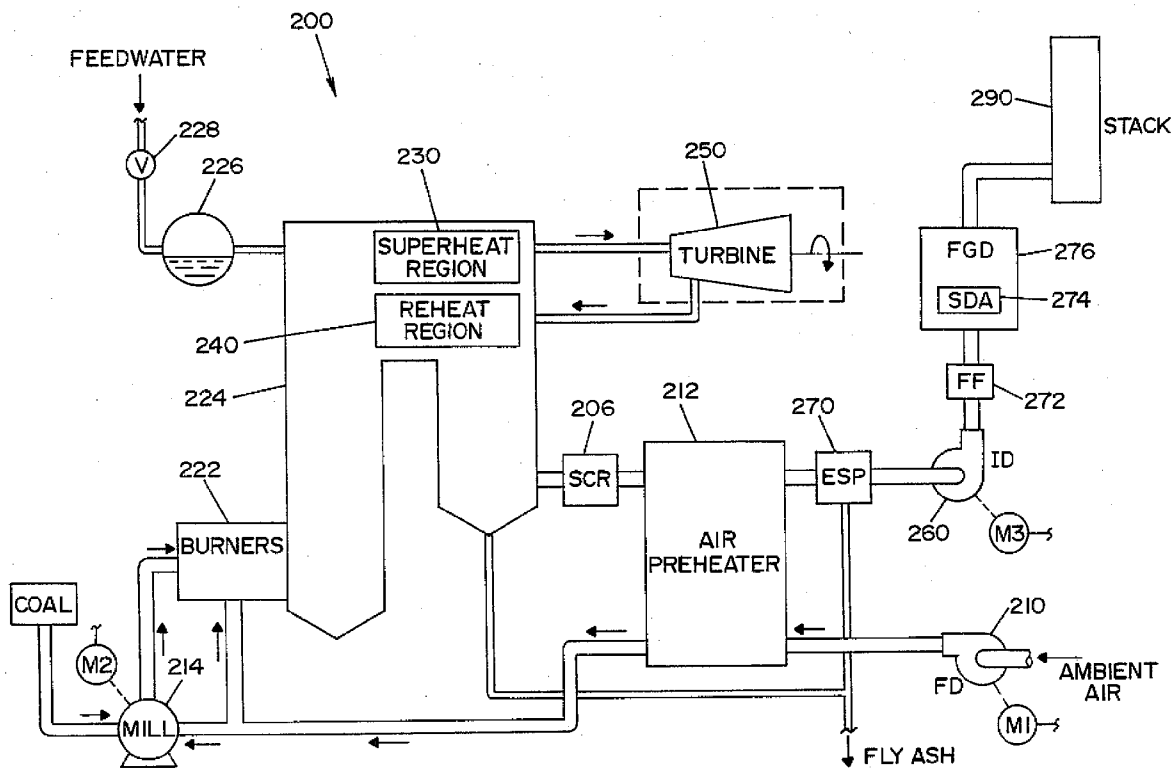 200
FEEDWATER
228
V
226
230
SUPERHEAT
REGION
REHEAT
REGION
240
250
TURBINE
290
STACK
FGD
276
SDA
274
FF
272
224
206
SCR
212
AIR
PREHEATER
270
ESP
ID
260
M3
222
BURNERS
COAL
M2
214
MILL
210
FD
AMBIENT
AIR
M1
FLY ASH